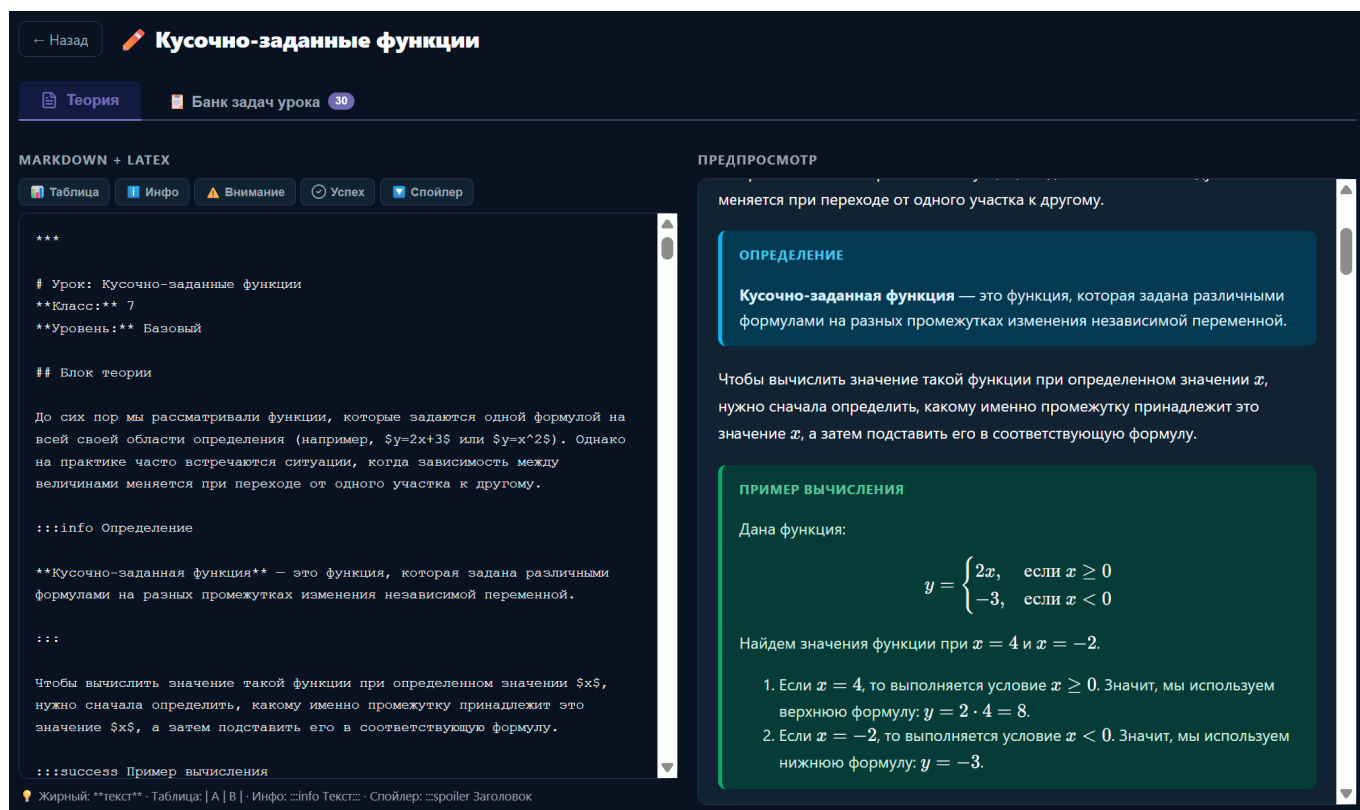 ← Назад
Кусочно-заданные функции
Теория
Банк задач урока 30
MARKDOWN + LATEX
Таблица
Инфо
Внимание
Успех
Спойлер
***
# Урок: Кусочно-заданные функции
**Класс:** 7
**Уровень:** Базовый
## Блок теории
До сих пор мы рассматривали функции, которые задаются одной формулой на
всей своей области определения (например, $y=2x+3$ или $y=x^2$). Однако
на практике часто встречаются ситуации, когда зависимость между
величинами меняется при переходе от одного участка к другому.
:::info Определение
**Кусочно-заданная функция** — это функция, которая задана различными
формулами на разных промежутках изменения независимой переменной.
:::
Чтобы вычислить значение такой функции при определенном значении $x$,
нужно сначала определить, какому именно промежутку принадлежит это
значение $x$, а затем подставить его в соответствующую формулу.
:::success Пример вычисления
Жирный: **текст** · Таблица: | A | B | · Инфо: :::info Текст::: · Спойлер: :::spoiler Заголовок
ПРЕДПРОСМОТР
меняется при переходе от одного участка к другому.
ОПРЕДЕЛЕНИЕ
Кусочно-заданная функция — это функция, которая задана различными
формулами на разных промежутках изменения независимой переменной.
Чтобы вычислить значение такой функции при определенном значении x,
нужно сначала определить, какому именно промежутку принадлежит это
значение x, а затем подставить его в соответствующую формулу.
ПРИМЕР ВЫЧИСЛЕНИЯ
Дана функция:
y = { 2x, если x ≥ 0
−3, если x < 0
Найдем значения функции при x = 4 и x = −2.
1. Если x = 4, то выполняется условие x ≥ 0. Значит, мы используем
верхнюю формулу: y = 2 · 4 = 8.
2. Если x = −2, то выполняется условие x < 0. Значит, мы используем
нижнюю формулу: y = −3.